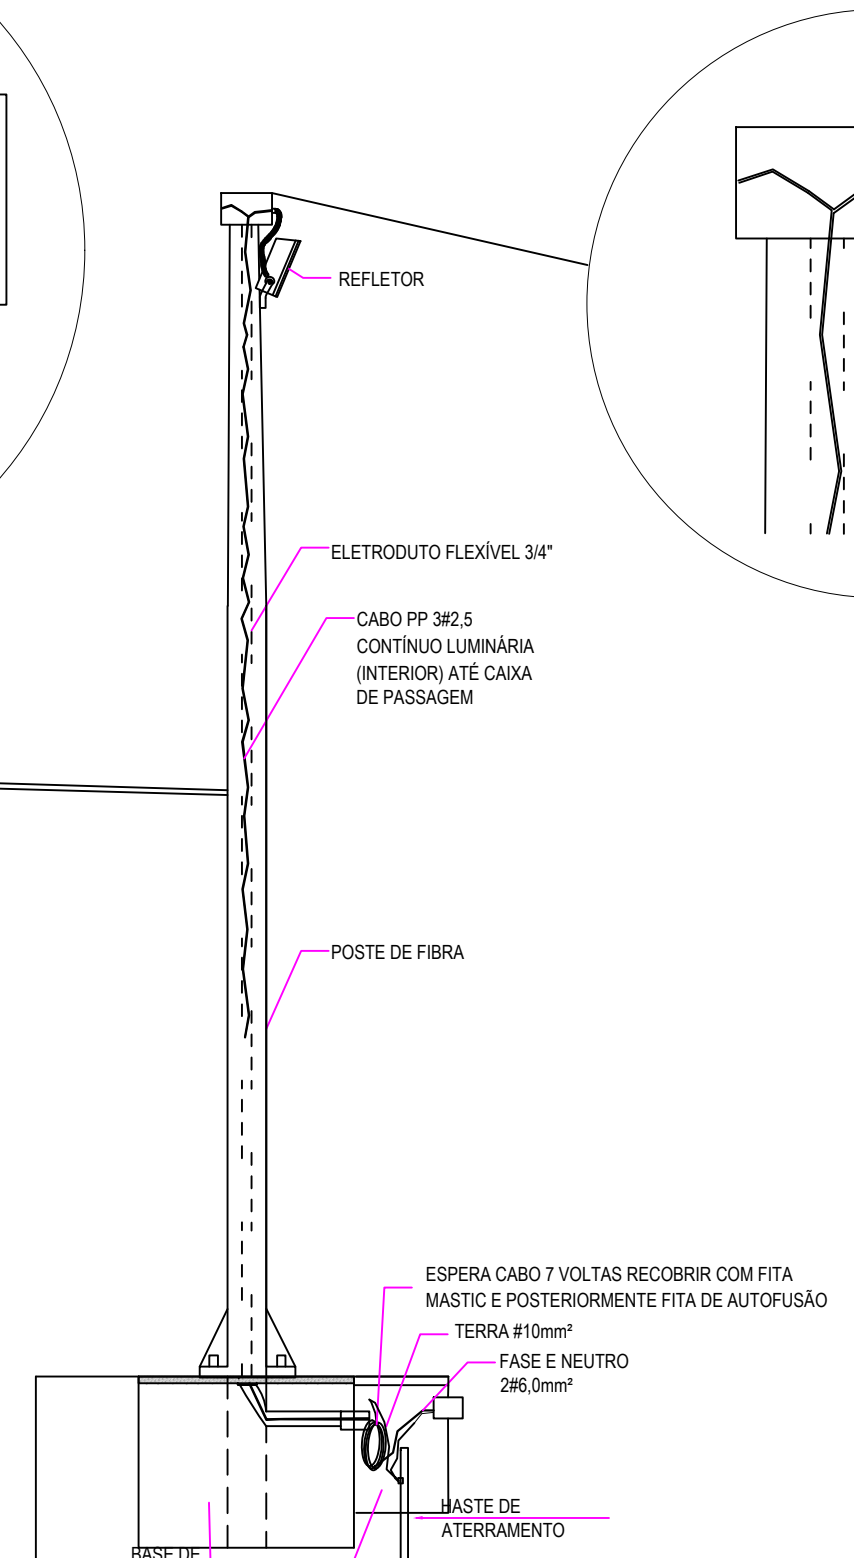 REFLETOR
ELETRODUTO FLEXÍVEL 3/4"
CABO PP 3#2,5
CONTÍNUO LUMINÁRIA
(INTERIOR) ATÉ CAIXA
DE PASSAGEM
POSTE DE FIBRA
ESPERA CABO 7 VOLTAS RECOBRIR COM FITA
MASTIC E POSTERIORMENTE FITA DE AUTOFUSÃO
TERRA #10mm²
FASE E NEUTRO
2#6,0mm²
HASTE DE
ATERRAMENTO
BASE DE